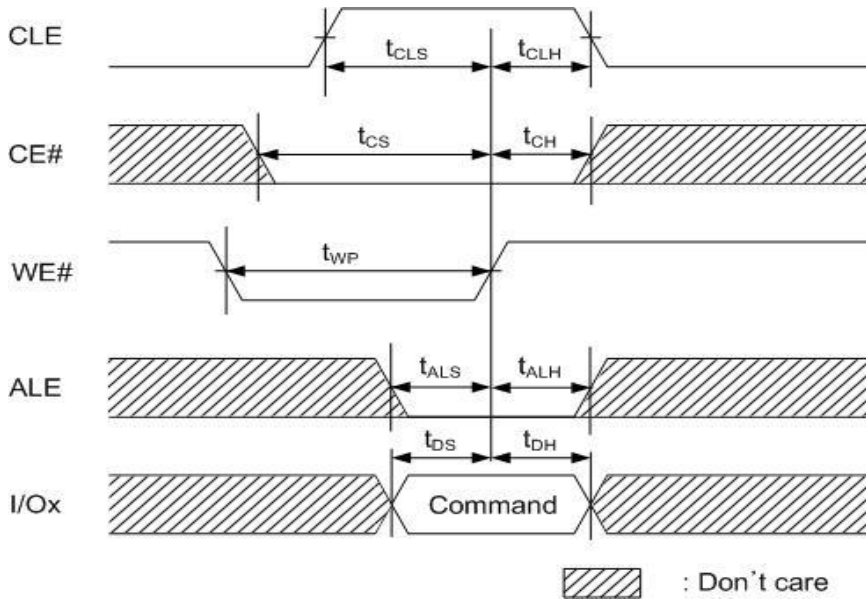 CLE
tCLS
tCLH
CE#
tCS
tCH
WE#
tWP
ALE
tALS
tALH
tDS
tDH
I/Ox
Command
: Don't care